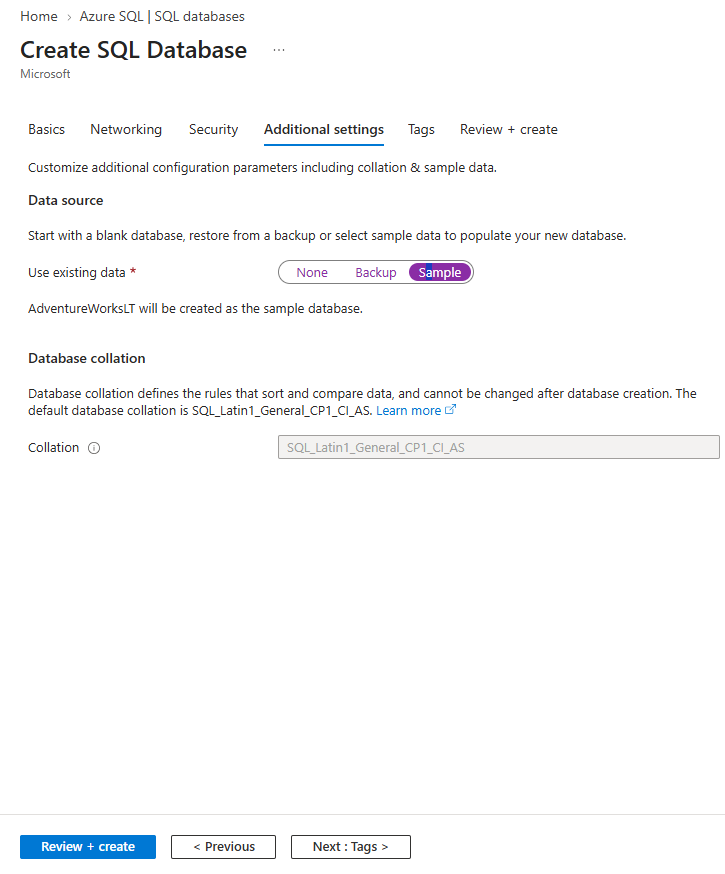 Home > Azure SQL | SQL databases
Create SQL Database ...
Microsoft
Basics Networking Security Additional settings Tags Review + create
Customize additional configuration parameters including collation & sample data.
Data source
Start with a blank database, restore from a backup or select sample data to populate your new database.
Use existing data * None Backup Sample
AdventureWorksLT will be created as the sample database.
Database collation
Database collation defines the rules that sort and compare data, and cannot be changed after database creation. The
default database collation is SQL_Latin1_General_CP1_CI_AS. Learn more
Collation SQL_Latin1_General_CP1_CI_AS
Review + create < Previous Next : Tags >